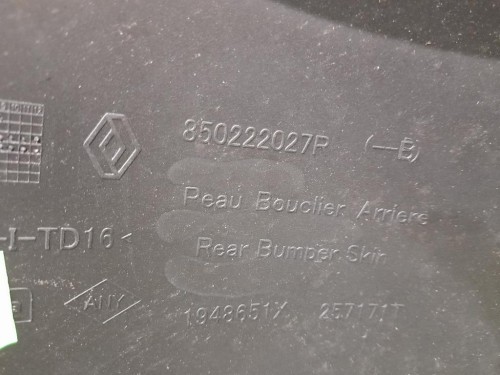 850222027R (—B)
Peau Bouclier Arriere
-I-TD16<
Rear Bumper Skin
ANY
1948651X 257171T